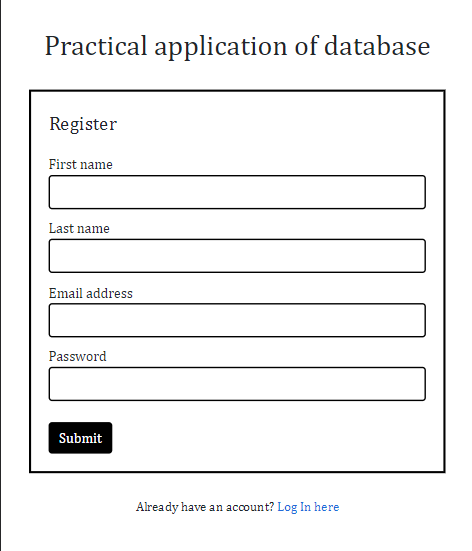 Practical application of database
Register
First name
Last name
Email address
Password
Submit
Already have an account? Log In here